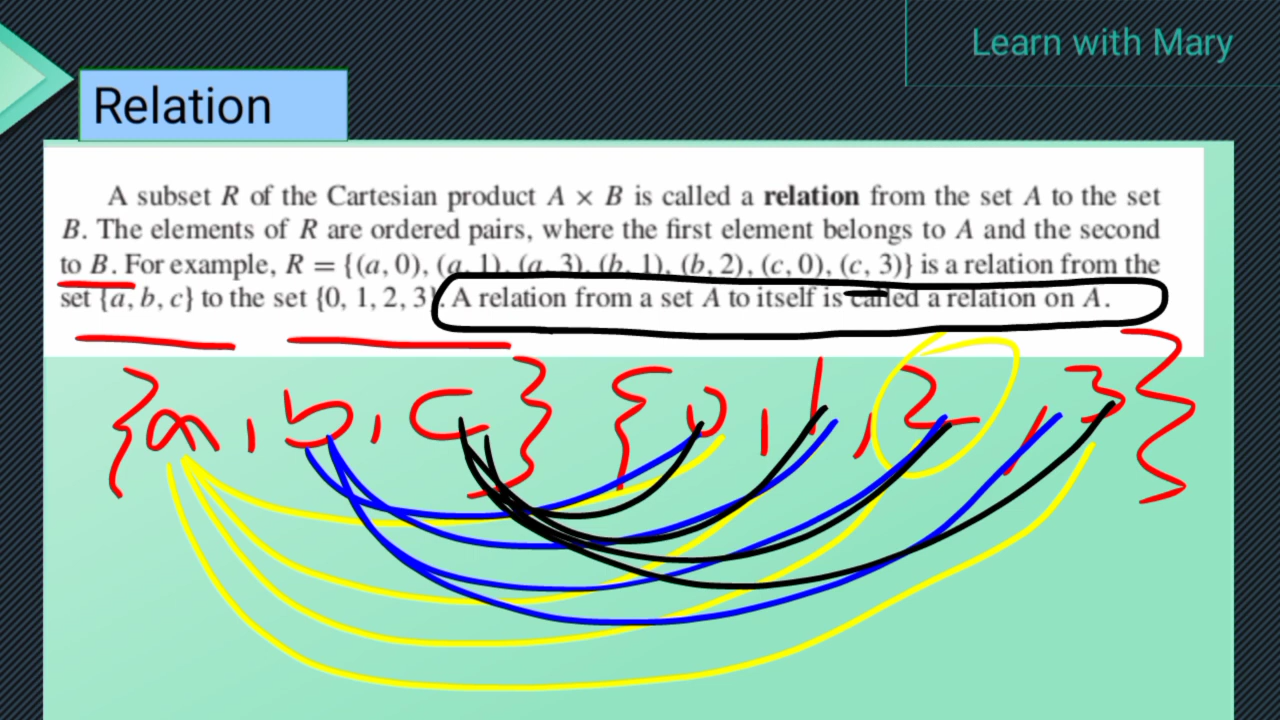 Learn with Mary
Relation
A subset R of the Cartesian product A × B is called a relation from the set A to the set
B. The elements of R are ordered pairs, where the first element belongs to A and the second
to B. For example, R = {(a, 0), (a, 1), (a, 3), (b, 1), (b, 2), (c, 0), (c, 3)} is a relation from the
set {a, b, c} to the set {0, 1, 2, 3}. A relation from a set A to itself is called a relation on A.
{a, b, c} {0, 1, 2, 3}